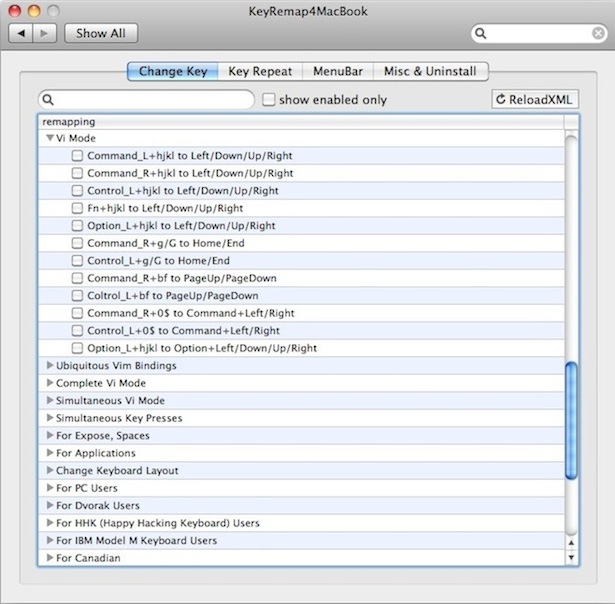 KeyRemap4MacBook
Show All
Change Key Key Repeat MenuBar Misc & Uninstall
show enabled only ReloadXML
remapping
Vi Mode
Command_L+hjkl to Left/Down/Up/Right
Command_R+hjkl to Left/Down/Up/Right
Control_L+hjkl to Left/Down/Up/Right
Fn+hjkl to Left/Down/Up/Right
Option_L+hjkl to Left/Down/Up/Right
Command_R+g/G to Home/End
Control_L+g/G to Home/End
Command_R+bf to PageUp/PageDown
Coltrol_L+bf to PageUp/PageDown
Command_R+0$ to Command+Left/Right
Control_L+0$ to Command+Left/Right
Option_L+hjkl to Option+Left/Down/Up/Right
Ubiquitous Vim Bindings
Complete Vi Mode
Simultaneous Vi Mode
Simultaneous Key Presses
For Expose, Spaces
For Applications
Change Keyboard Layout
For PC Users
For Dvorak Users
For HHK (Happy Hacking Keyboard) Users
For IBM Model M Keyboard Users
For Canadian